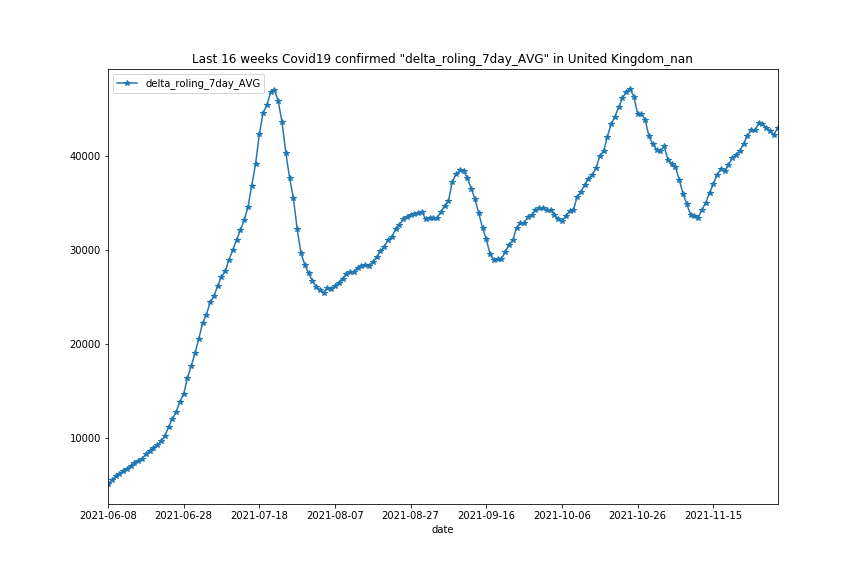 Last 16 weeks Covid19 confirmed "delta_roling_7day_AVG" in United Kingdom_nan
delta_roling_7day_AVG
40000
30000
20000
10000
2021-06-08 2021-06-28 2021-07-18 2021-08-07 2021-08-27 2021-09-16 2021-10-06 2021-10-26 2021-11-15
date